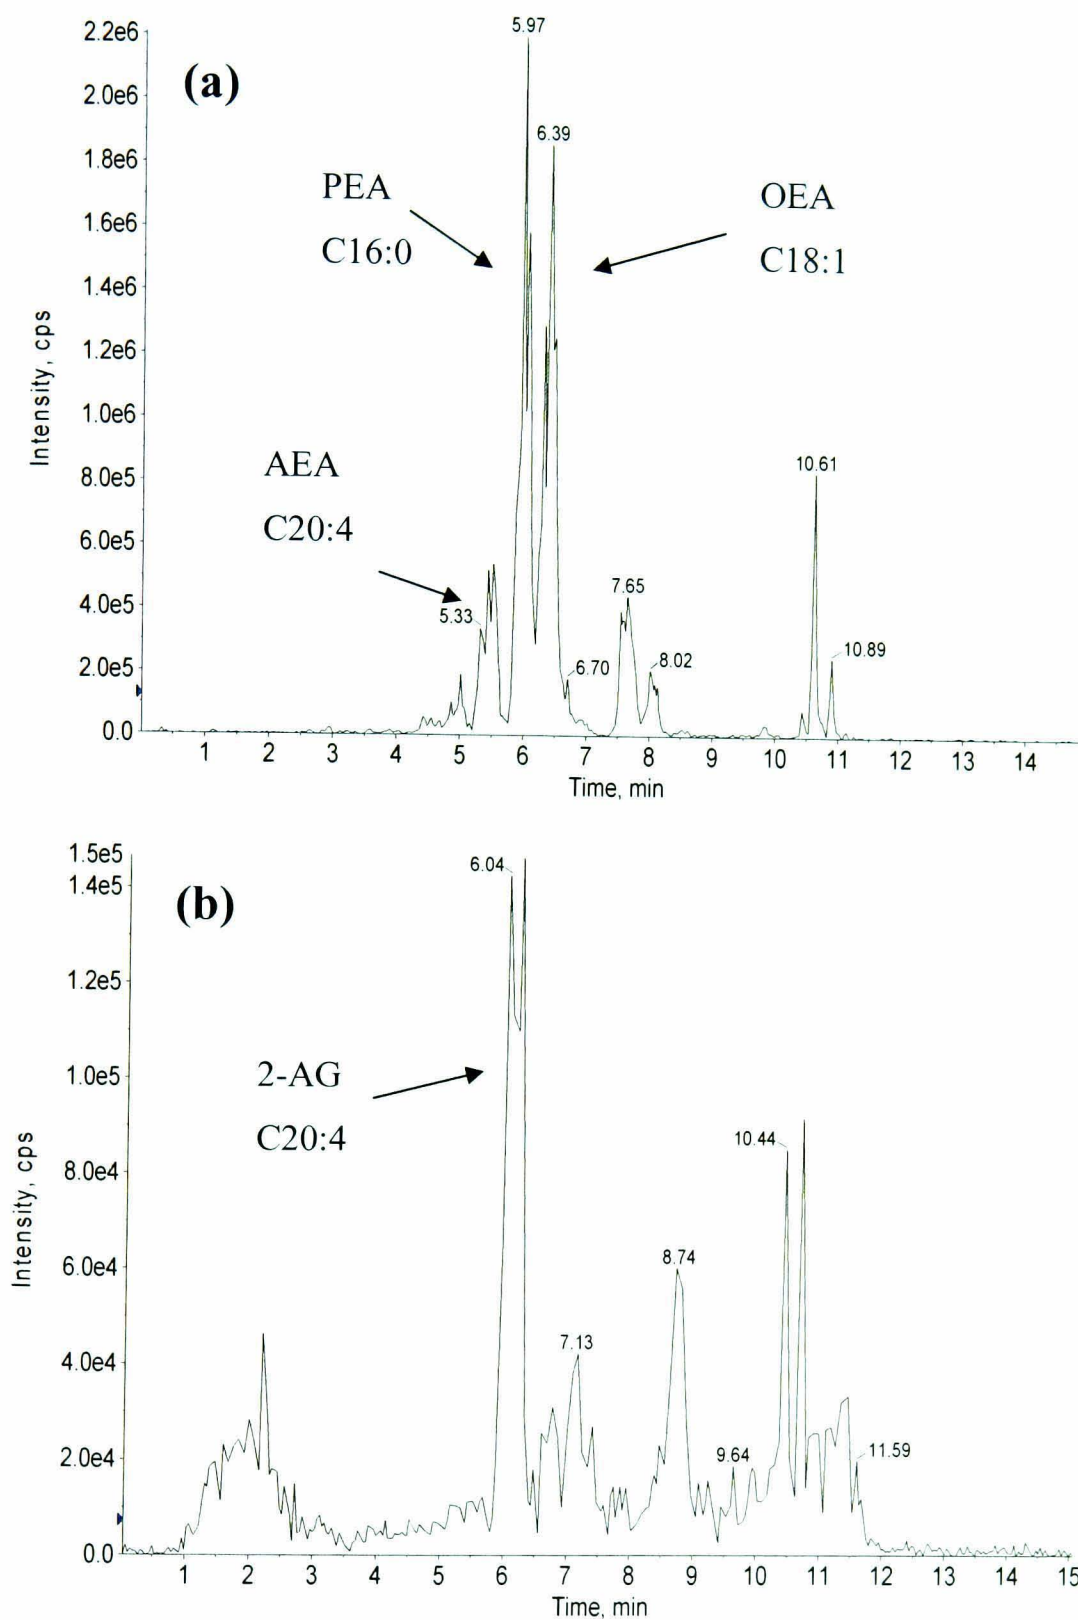 2.2e6
2.0e6
1.8e6
1.6e6
1.4e6
1.2e6
1.0e6
8.0e5
6.0e5
4.0e5
2.0e5
0.0
Intensity, cps
(a)
5.97
6.39
PEA
C16:0
OEA
C18:1
AEA
C20:4
5.33
6.70
7.65
8.02
10.61
10.89
1 2 3 4 5 6 7 8 9 10 11 12 13 14
Time, min
1.5e5
1.4e5
1.2e5
1.0e5
8.0e4
6.0e4
4.0e4
2.0e4
0.0
Intensity, cps
(b)
6.04
2-AG
C20:4
7.13
8.74
9.64
10.44
11.59
1 2 3 4 5 6 7 8 9 10 11 12 13 14 15
Time, min